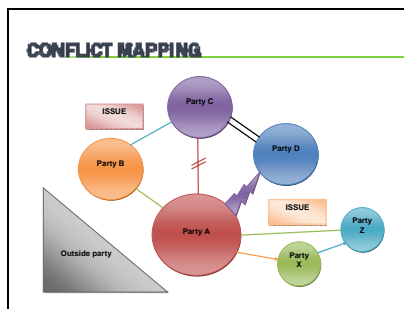 CONFLICT MAPPING
Party C
ISSUE
Party D
Party B
ISSUE
Party A
Party
Z
Outside party
Party
X